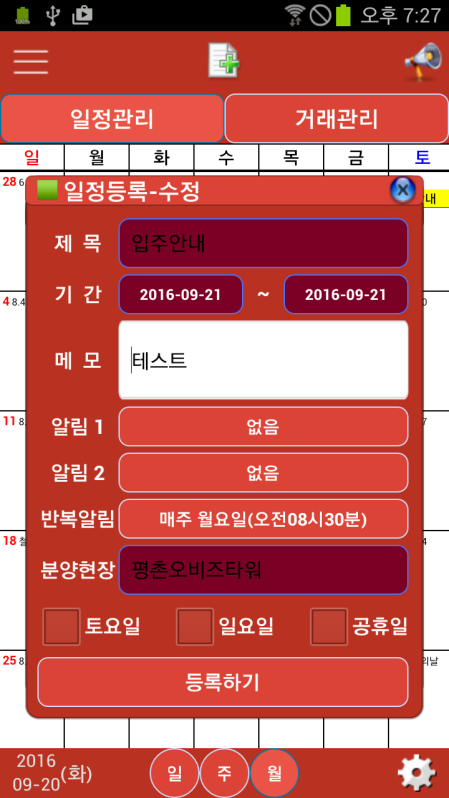 100%
오후 7:27
일정관리 거래관리
일 월 화 수 목 금 토
28 6
일정등록-수정
내
제 목 입주안내
기 간 2016-09-21 ~ 2016-09-21
4 8.4
메 모 테스트
11 8
알림 1 없음
알림 2 없음
반복알림 매주 월요일(오전08시30분)
18
분양현장 평촌오비즈타워
토요일 일요일 공휴일
25 8
의날
등록하기
2016
09-20 (화)
일 주 월